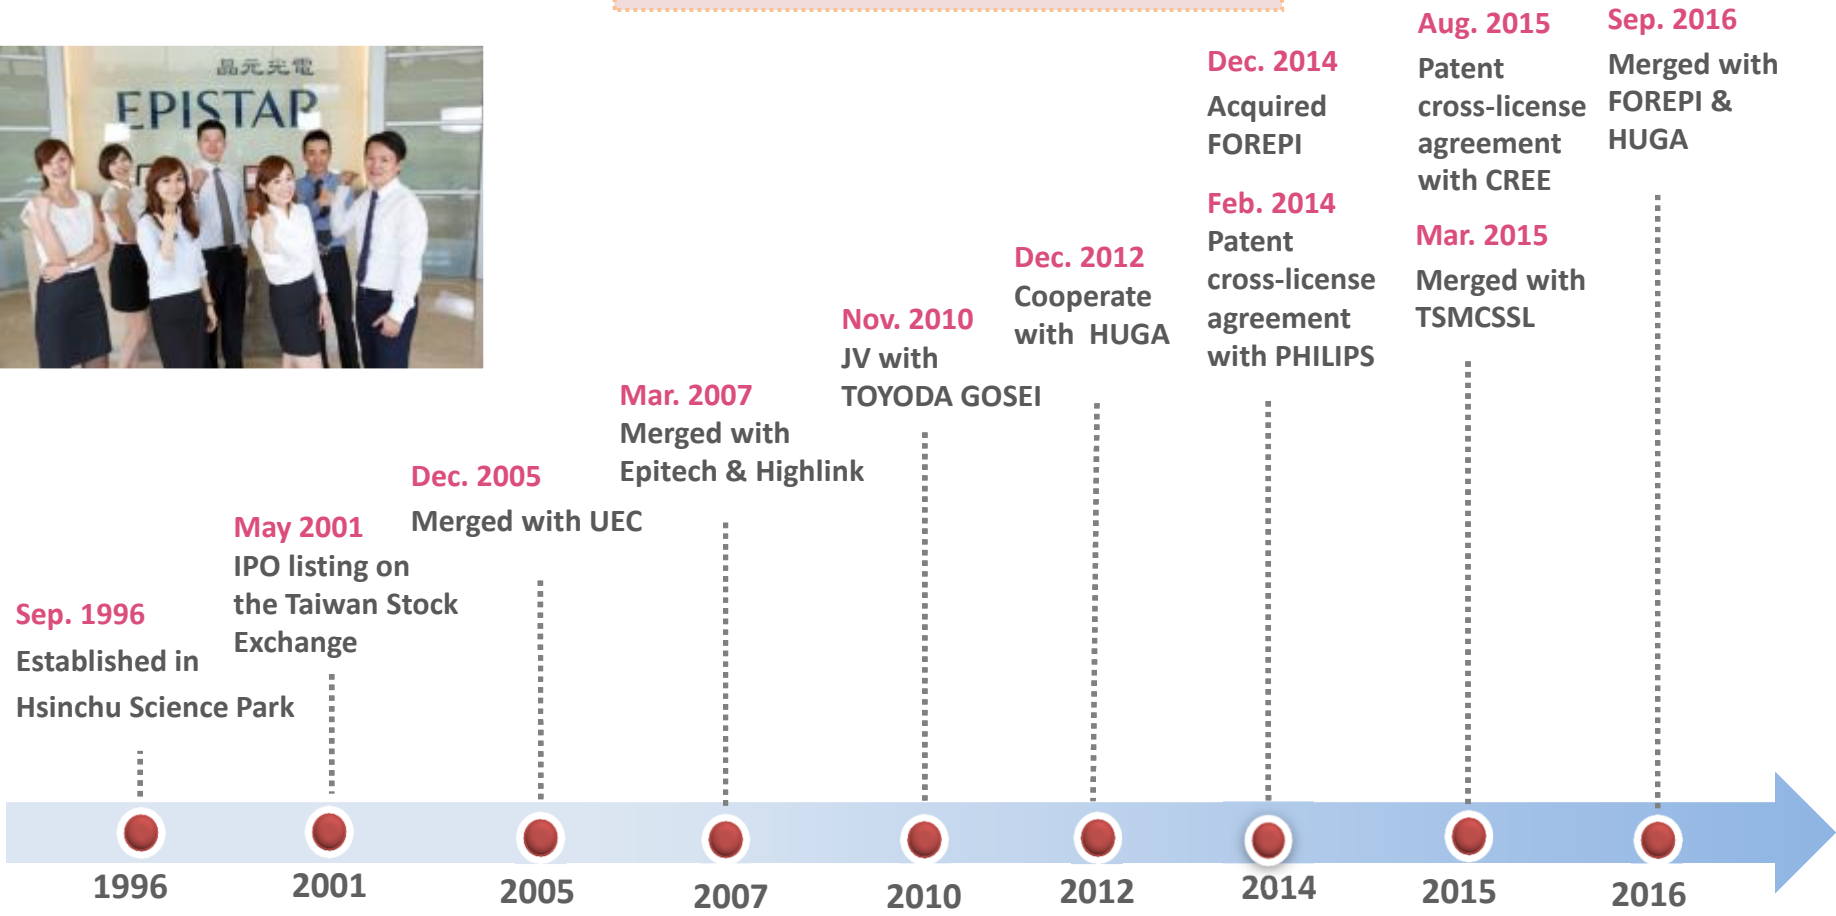 晶元光電
EPISTAR
Sep. 1996
Established in
Hsinchu Science Park
May 2001
IPO listing on
the Taiwan Stock
Exchange
Dec. 2005
Merged with UEC
Mar. 2007
Merged with
Epitech & Highlink
Nov. 2010
JV with
TOYODA GOSEI
Dec. 2012
Cooperate
with HUGA
Dec. 2014
Acquired
FOREPI
Feb. 2014
Patent
cross-license
agreement
with PHILIPS
Aug. 2015
Patent
cross-license
agreement
with CREE
Mar. 2015
Merged with
TSMCSSL
Sep. 2016
Merged with
FOREPI &
HUGA
1996
2001
2005
2007
2010
2012
2014
2015
2016